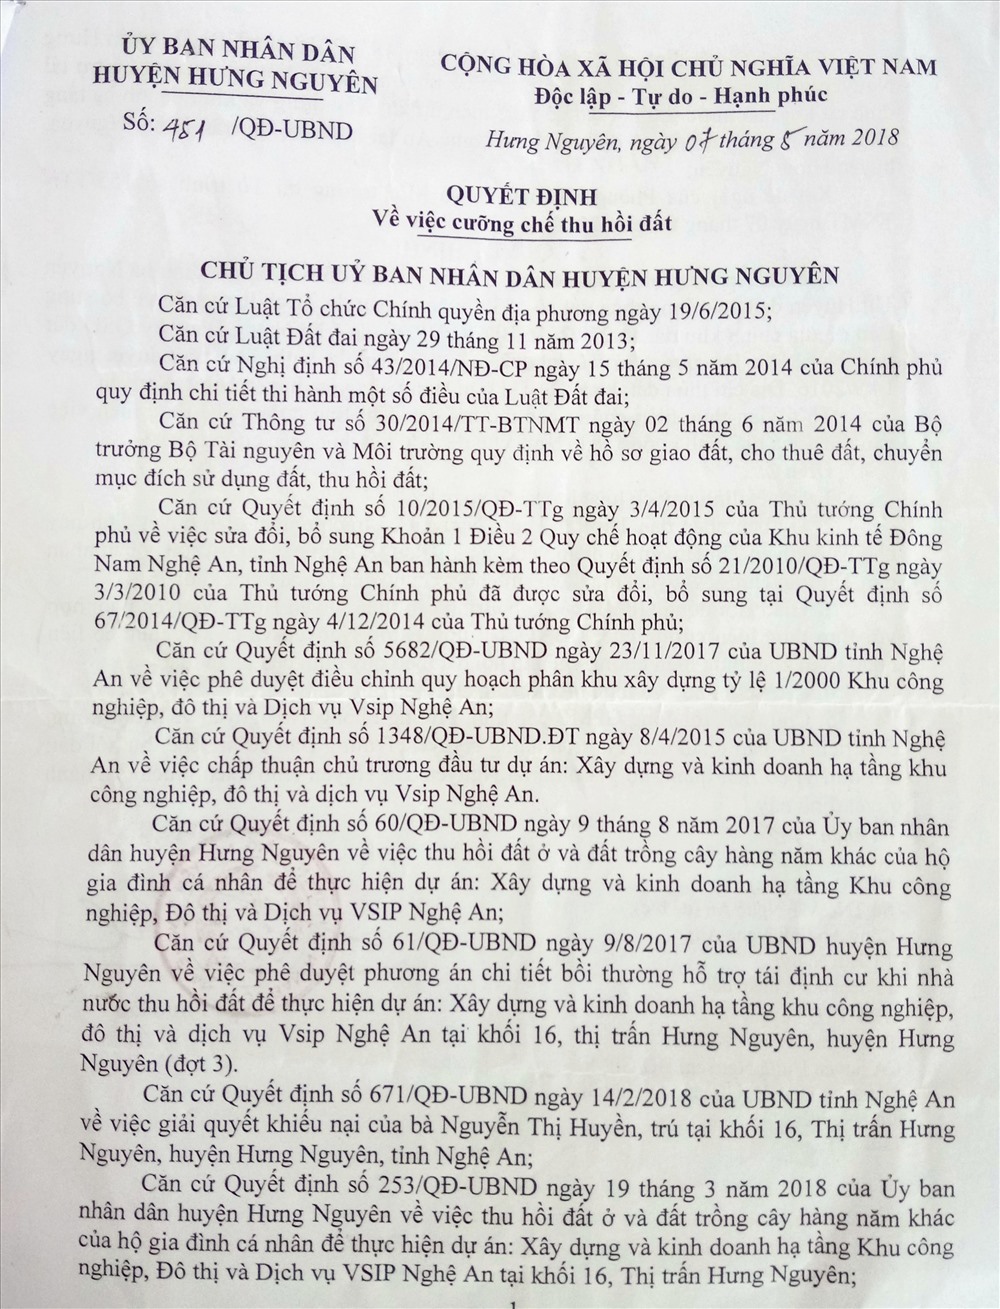 ỦY BAN NHÂN DÂN
HUYỆN HƯNG NGUYÊN
Số: 451 /QĐ-UBND
CỘNG HÒA XÃ HỘI CHỦ NGHĨA VIỆT NAM
Độc lập - Tự do - Hạnh phúc
Hưng Nguyên, ngày 07 tháng 5 năm 2018
QUYẾT ĐỊNH
Về việc cưỡng chế thu hồi đất
CHỦ TỊCH UỶ BAN NHÂN DÂN HUYỆN HƯNG NGUYÊN
Căn cứ Luật Tổ chức Chính quyền địa phương ngày 19/6/2015;
Căn cứ Luật Đất đai ngày 29 tháng 11 năm 2013;
Căn cứ Nghị định số 43/2014/NĐ-CP ngày 15 tháng 5 năm 2014 của Chính phủ
quy định chi tiết thi hành một số điều của Luật Đất đai;
Căn cứ Thông tư số 30/2014/TT-BTNMT ngày 02 tháng 6 năm 2014 của Bộ
trưởng Bộ Tài nguyên và Môi trường quy định về hồ sơ giao đất, cho thuê đất, chuyển
mục đích sử dụng đất, thu hồi đất;
Căn cứ Quyết định số 10/2015/QĐ-TTg ngày 3/4/2015 của Thủ tướng Chính
phủ về việc sửa đổi, bổ sung Khoản 1 Điều 2 Quy chế hoạt động của Khu kinh tế Đông
Nam Nghệ An, tỉnh Nghệ An ban hành kèm theo Quyết định số 21/2010/QĐ-TTg ngày
3/3/2010 của Thủ tướng Chính phủ đã được sửa đổi, bổ sung tại Quyết định số
67/2014/QĐ-TTg ngày 4/12/2014 của Thủ tướng Chính phủ;
Căn cứ Quyết định số 5682/QĐ-UBND ngày 23/11/2017 của UBND tỉnh Nghệ
An về việc phê duyệt điều chỉnh quy hoạch phân khu xây dựng tỷ lệ 1/2000 Khu công
nghiệp, đô thị và Dịch vụ Vsip Nghệ An;
Căn cứ Quyết định số 1348/QĐ-UBND.ĐT ngày 8/4/2015 của UBND tỉnh Nghệ
An về việc chấp thuận chủ trương đầu tư dự án: Xây dựng và kinh doanh hạ tầng khu
công nghiệp, đô thị và dịch vụ Vsip Nghệ An.
Căn cứ Quyết định số 60/QĐ-UBND ngày 9 tháng 8 năm 2017 của Ủy ban nhân
dân huyện Hưng Nguyên về việc thu hồi đất ở và đất trồng cây hàng năm khác của hộ
gia đình cá nhân để thực hiện dự án: Xây dựng và kinh doanh hạ tầng Khu công
nghiệp, Đô thị và Dịch vụ VSIP Nghệ An;
Căn cứ Quyết định số 61/QĐ-UBND ngày 9/8/2017 của UBND huyện Hưng
Nguyên về việc phê duyệt phương án chi tiết bồi thường hỗ trợ tái định cư khi nhà
nước thu hồi đất để thực hiện dự án: Xây dựng và kinh doanh hạ tầng khu công nghiệp,
đô thị và dịch vụ Vsip Nghệ An tại khối 16, thị trấn Hưng Nguyên, huyện Hưng
Nguyên (đợt 3).
Căn cứ Quyết định số 671/QĐ-UBND ngày 14/2/2018 của UBND tỉnh Nghệ An
về việc giải quyết khiếu nại của bà Nguyễn Thị Huyền, trú tại khối 16, Thị trấn Hưng
Nguyên, huyện Hưng Nguyên, tỉnh Nghệ An;
Căn cứ Quyết định số 253/QĐ-UBND ngày 19 tháng 3 năm 2018 của Ủy ban
nhân dân huyện Hưng Nguyên về việc thu hồi đất ở và đất trồng cây hàng năm khác
của hộ gia đình cá nhân để thực hiện dự án: Xây dựng và kinh doanh hạ tầng Khu công
nghiệp, Đô thị và Dịch vụ VSIP Nghệ An tại khối 16, Thị trấn Hưng Nguyên;
1